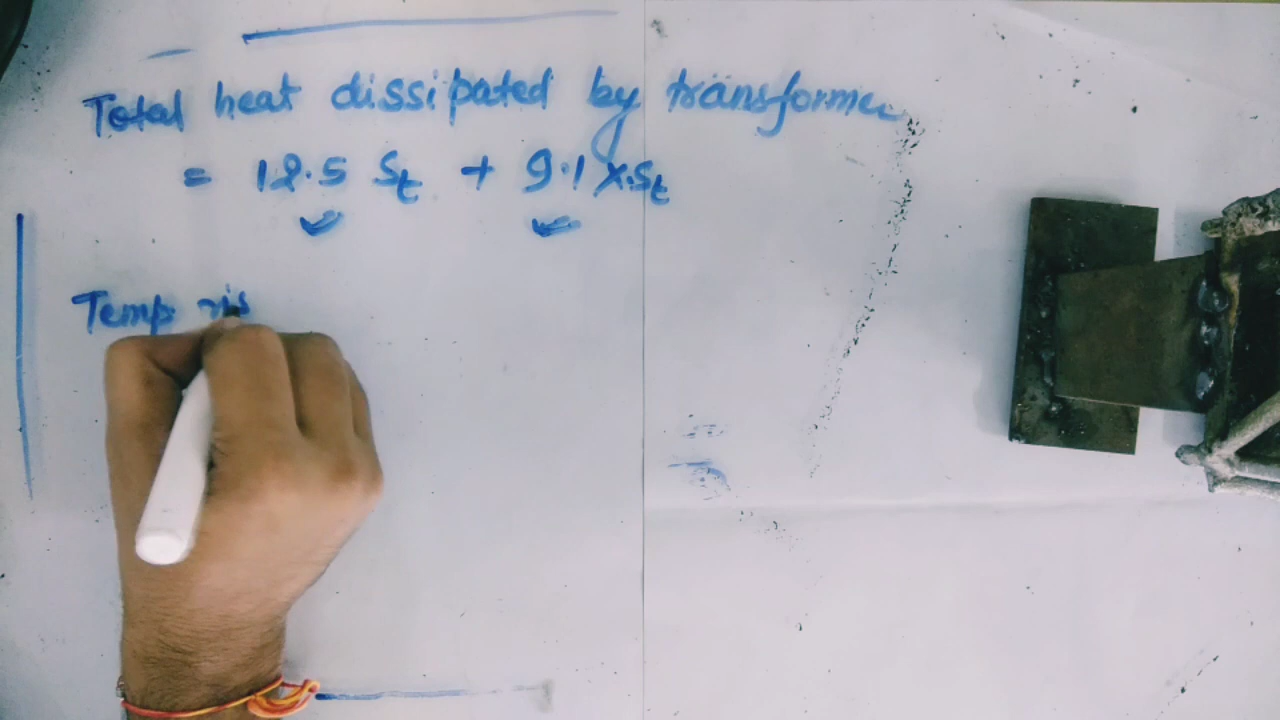 Total heat dissipated by transformer
= 12.5 St + 9.1 X.St
Temp ris